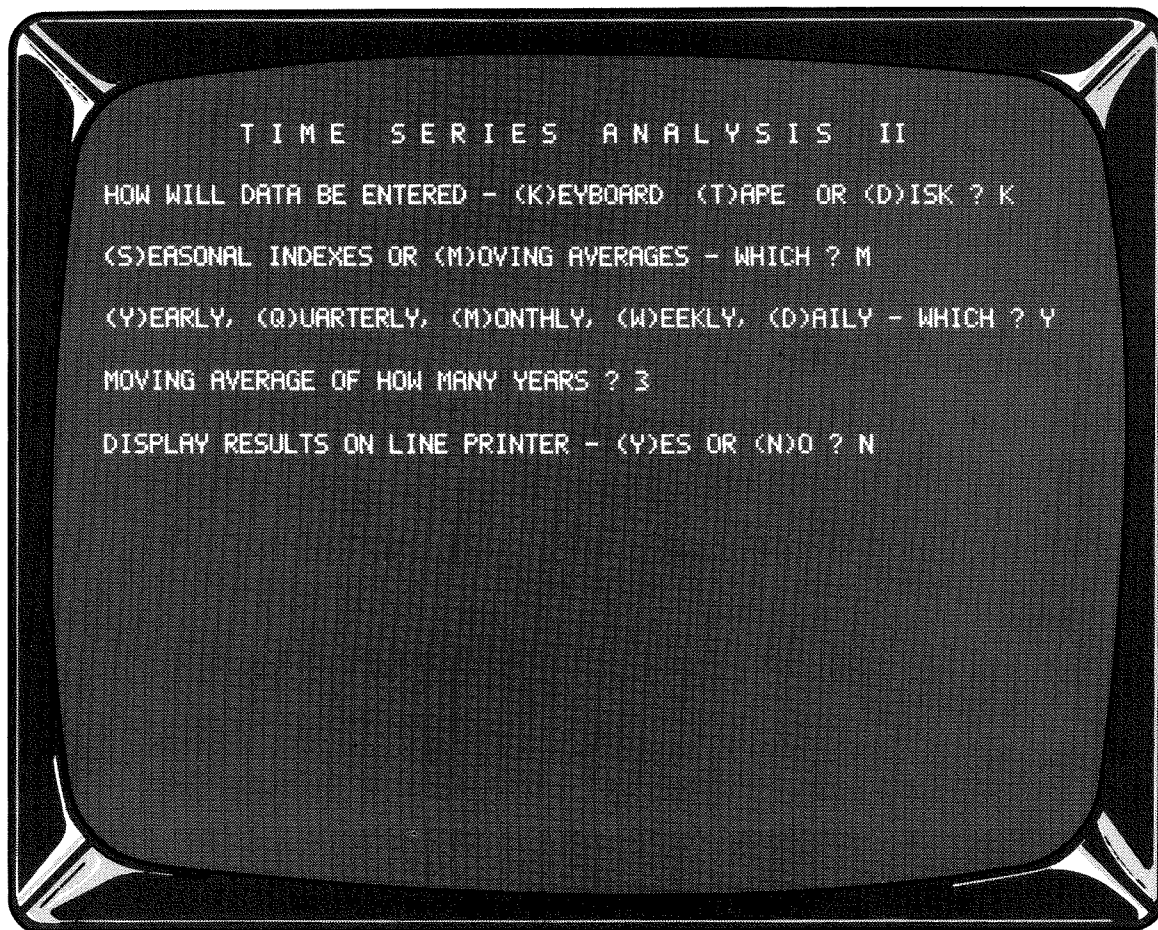 T I M E   S E R I E S   A N A L Y S I S   II
HOW WILL DATA BE ENTERED - (K)EYBOARD  (T)APE  OR (D)ISK ? K
(S)EASONAL INDEXES OR (M)OVING AVERAGES - WHICH ? M
(Y)EARLY, (Q)UARTERLY, (M)ONTHLY, (W)EEKLY, (D)AILY - WHICH ? Y
MOVING AVERAGE OF HOW MANY YEARS ? 3
DISPLAY RESULTS ON LINE PRINTER - (Y)ES OR (N)O ? N